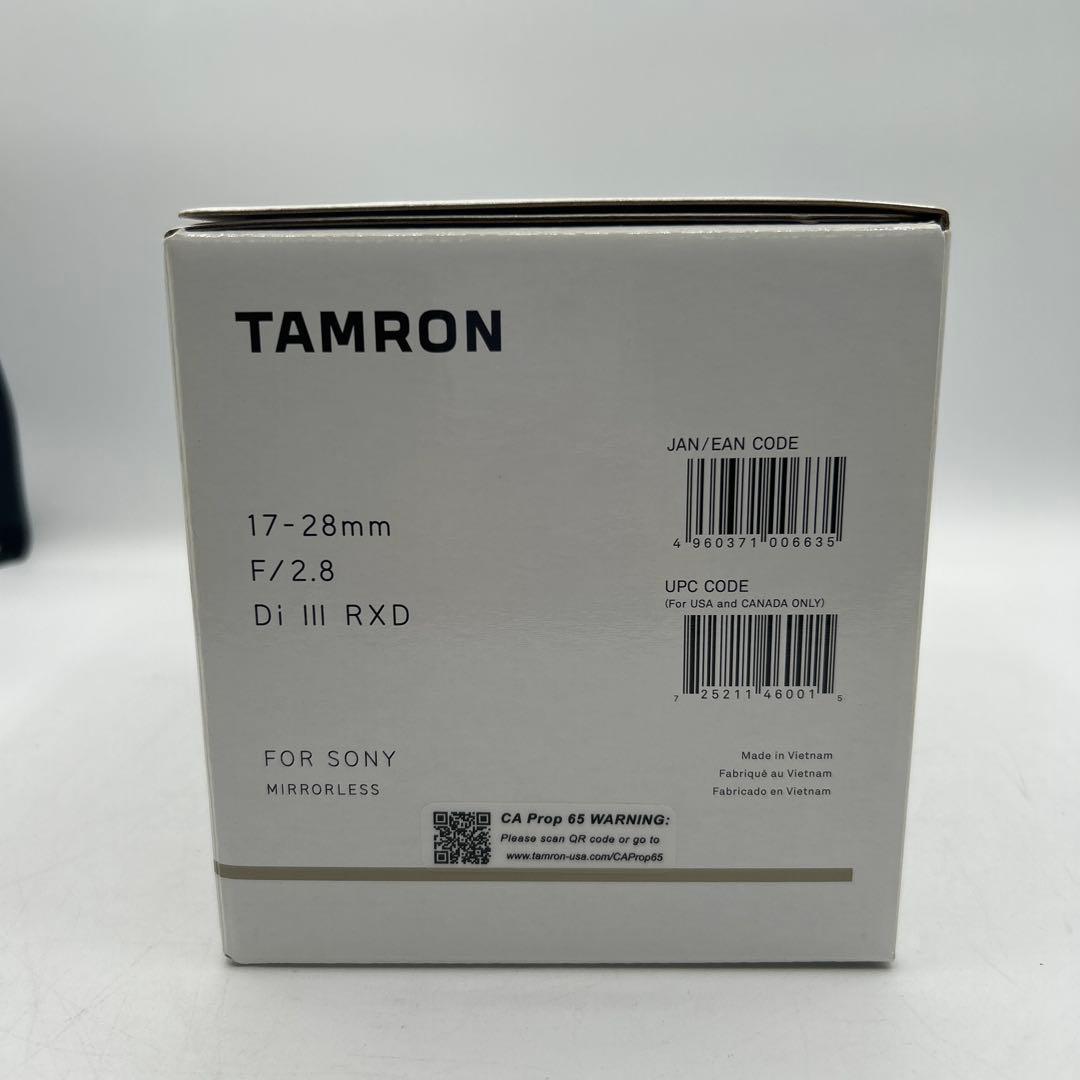 TAMRON
17-28mm
F/2.8
Di III RXD
FOR SONY
MIRRORLESS
JAN/EAN CODE
4 960371 006635
UPC CODE
(For USA and CANADA ONLY)
7 25211 46001 5
Made in Vietnam
Fabriqué au Vietnam
Fabricado en Vietnam
CA Prop 65 WARNING:
Please scan QR code or go to
www.tamron-usa.com/CAProp65